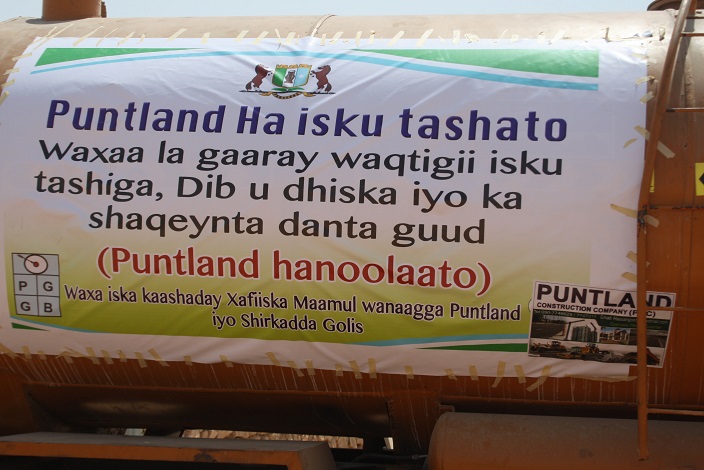 Puntland Ha isku tashato
Waxaa la gaaray waqtigii isku
tashiga, Dib u dhiska iyo ka
shaqeynta danta guud
(Puntland hanoolaato)
P G
G B
Waxa iska kaashaday Xafiiska Maamul wanaagga Puntland
iyo Shirkadda Golis
PUNTLAND
CONSTRUCTION COMPANY